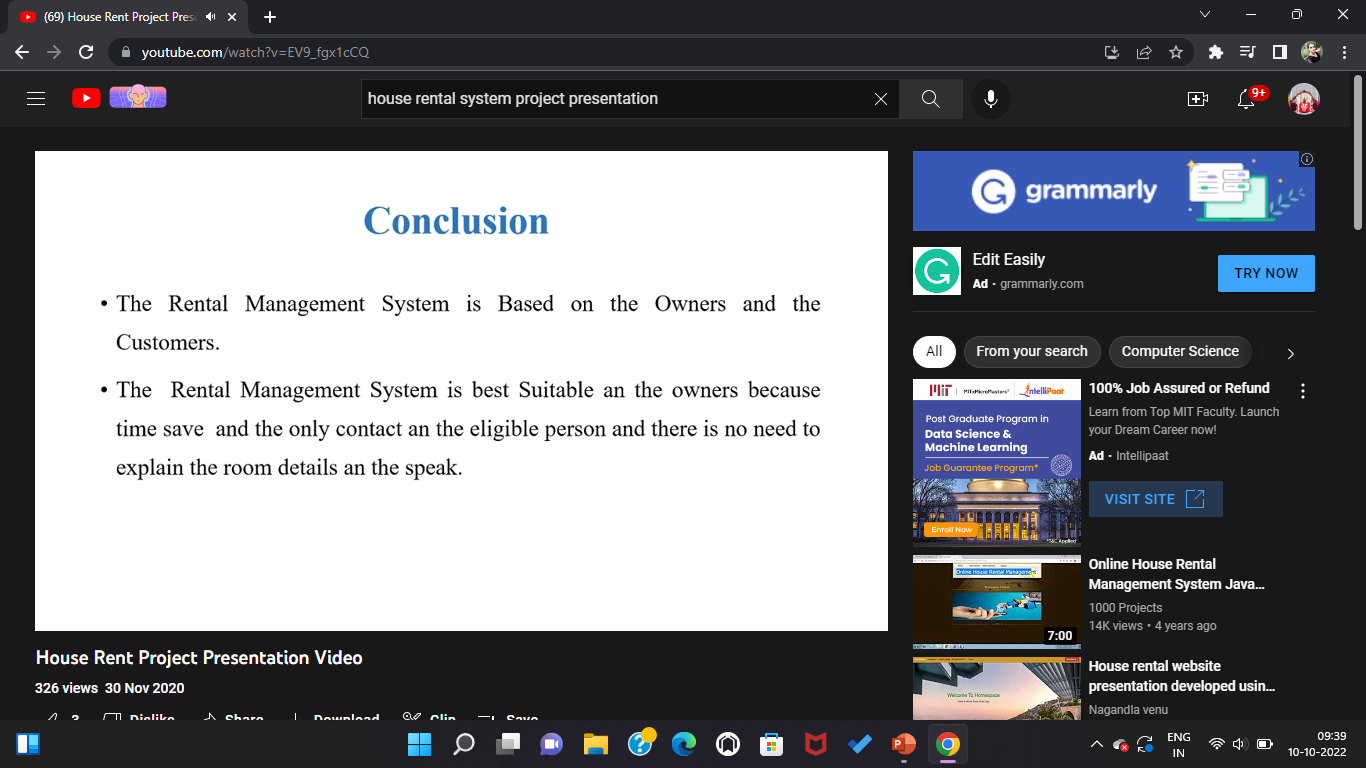 (69) House Rent Project Pres
youtube.com/watch?v=EV9_fgx1cCQ
house rental system project presentation
9+
Conclusion
• The Rental Management System is Based on the Owners and the
Customers.
• The Rental Management System is best Suitable an the owners because
time save and the only contact an the eligible person and there is no need to
explain the room details an the speak.
House Rent Project Presentation Video
326 views 30 Nov 2020
3 Dislike Share Download Clip Save
grammarly
Edit Easily
Ad · grammarly.com
TRY NOW
All From your search Computer Science
MIT MITxMicroMasters® intelliPaat
Post Graduate Program in
Data Science &
Machine Learning
Job Guarantee Program*
Enroll Now
*T&C Applied
100% Job Assured or Refund
Learn from Top MIT Faculty. Launch
your Dream Career now!
Ad · Intellipaat
VISIT SITE
Online House Rental Managemen
7:00
Online House Rental
Management System Java...
1000 Projects
14K views • 4 years ago
Welcome To Homespace
House rental website
presentation developed usin...
Nagandla venu
ENG
IN
09:39
10-10-2022